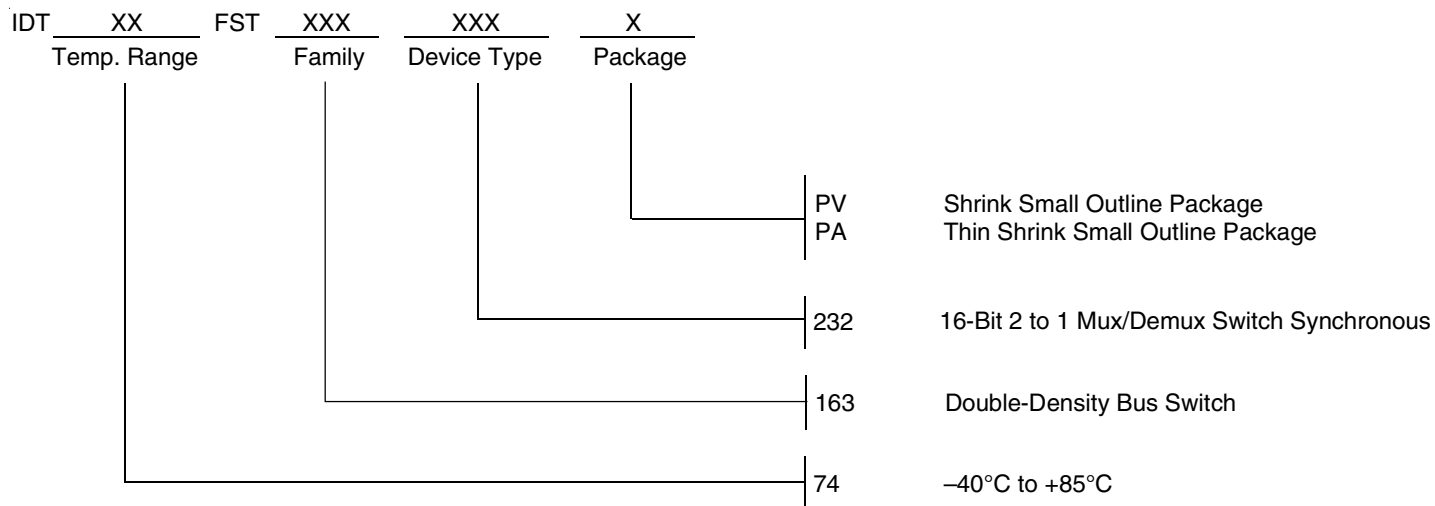 IDT XX FST XXX XXX X
Temp. Range Family Device Type Package
PV Shrink Small Outline Package
PA Thin Shrink Small Outline Package
232 16-Bit 2 to 1 Mux/Demux Switch Synchronous
163 Double-Density Bus Switch
74 –40°C to +85°C